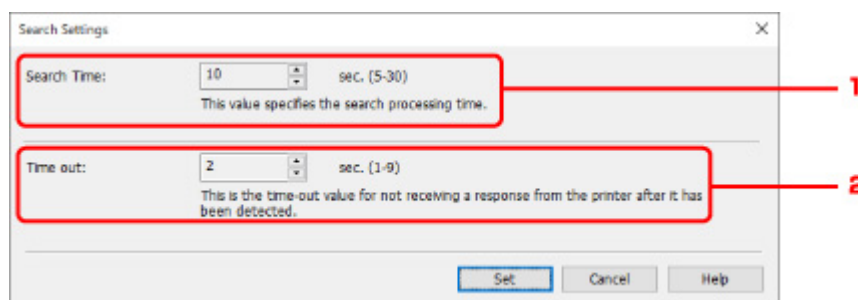 Search Settings
Search Time: 10 sec. (5-30)
This value specifies the search processing time.
1
Time out: 2 sec. (1-9)
This is the time-out value for not receiving a response from the printer after it has
been detected.
2
Set Cancel Help